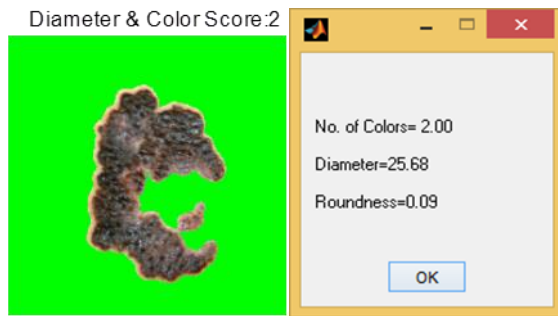 Diameter & Color Score:2
No. of Colors= 2.00
Diameter=25.68
Roundness=0.09
OK